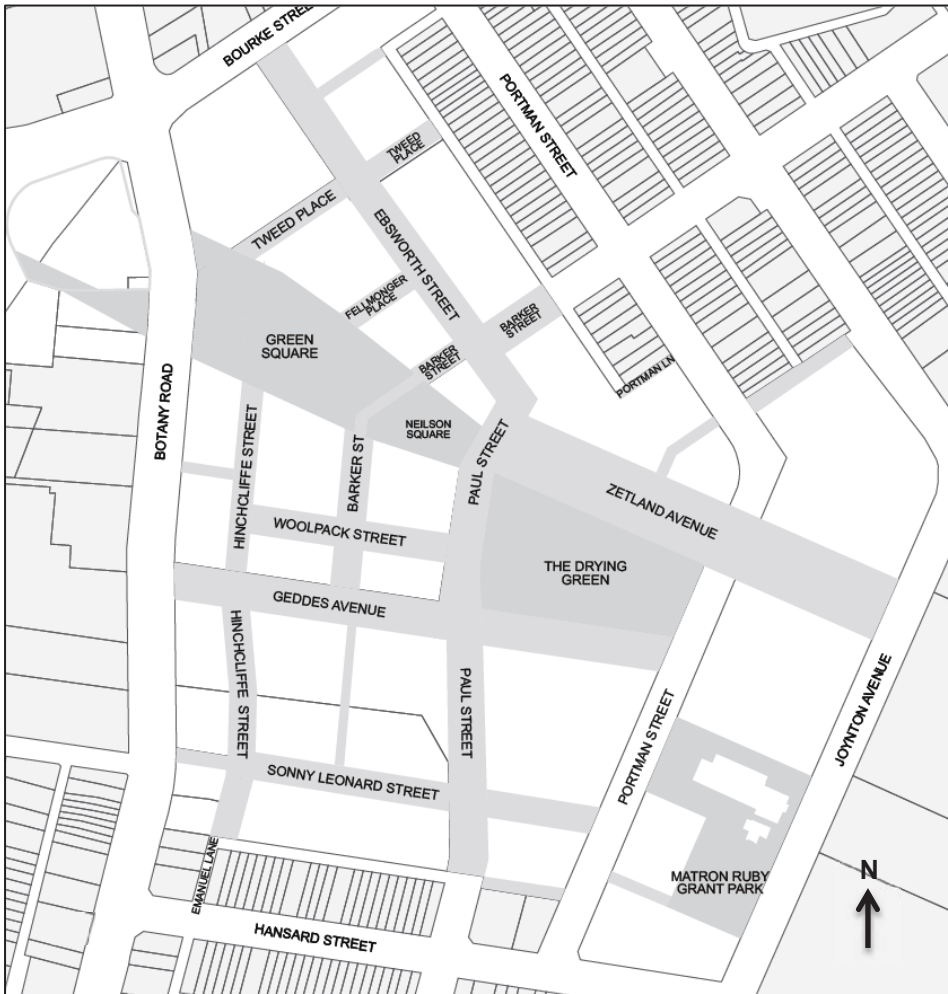 BOURKE STREET
PORTMAN STREET
TWEED
PLACE
TWEED PLACE
EBSWORTH STREET
FELLMONGER
PLACE
BARKER
STREET
GREEN
SQUARE
BARKER
STREET
PORTMAN LN
BOTANY ROAD
HINCHCLIFFE STREET
BARKER ST
NEILSON
SQUARE
PAUL STREET
ZETLAND AVENUE
WOOLPACK STREET
THE DRYING
GREEN
GEDDES AVENUE
HINCHCLIFFE STREET
PAUL STREET
PORTMAN STREET
JOYNTON AVENUE
SONNY LEONARD STREET
EMANUEL LANE
MATRON RUBY
GRANT PARK
N
HANSARD STREET